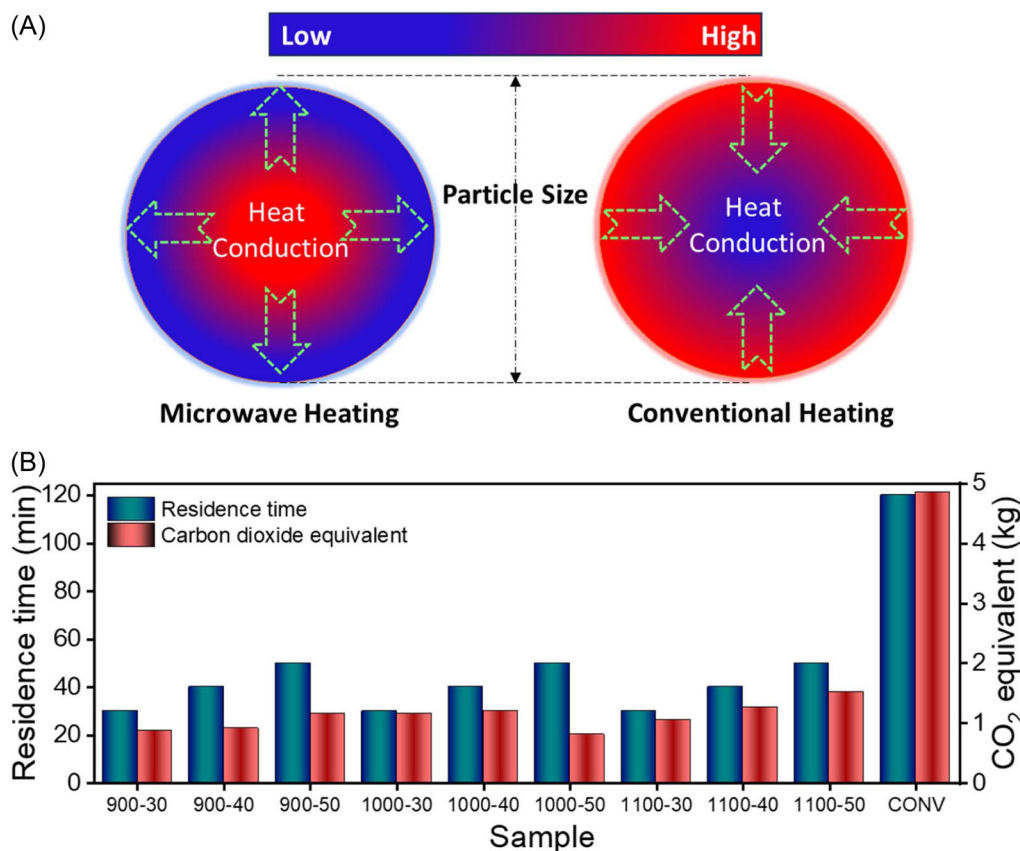 (A)
Low High
Particle Size
Heat
Conduction
Heat
Conduction
Microwave Heating
Conventional Heating
(B)
Residence time (min)
120
100
80
60
40
20
0
Residence time
Carbon dioxide equivalent
5
4
3
2
1
0
CO₂ equivalent (kg)
900-30 900-40 900-50 1000-30 1000-40 1000-50 1100-30 1100-40 1100-50 CONV
Sample